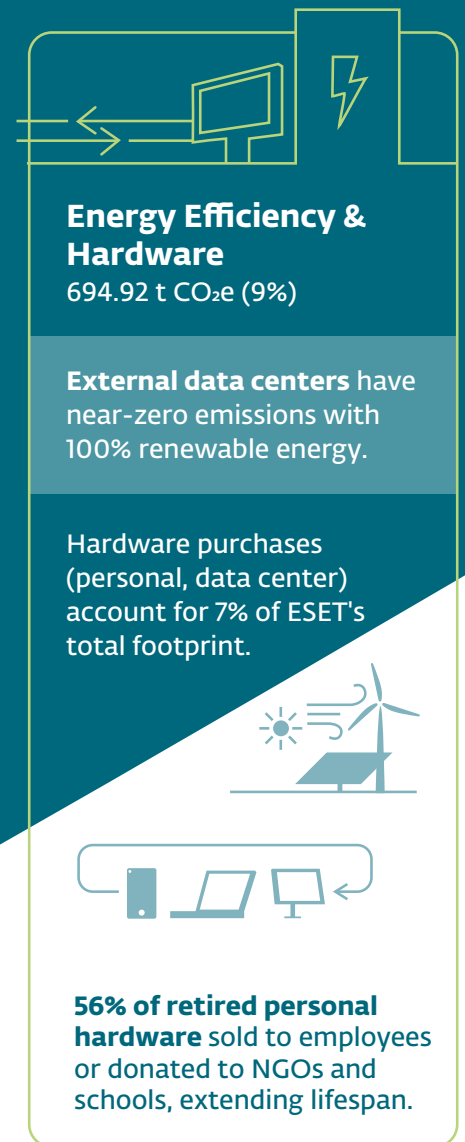 Energy Efficiency &
Hardware
694.92 t CO₂e (9%)
External data centers have
near-zero emissions with
100% renewable energy.
Hardware purchases
(personal, data center)
account for 7% of ESET's
total footprint.
56% of retired personal
hardware sold to employees
or donated to NGOs and
schools, extending lifespan.